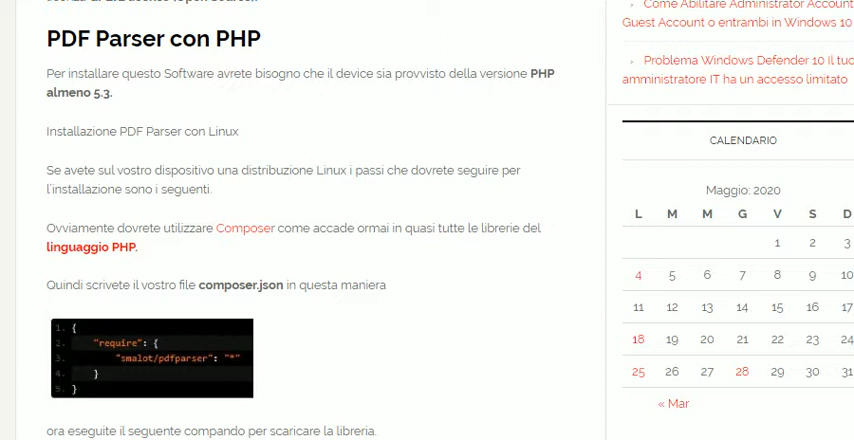 PDF Parser con PHP
Per installare questo Software avrete bisogno che il device sia provvisto della versione PHP
almeno 5.3.
Installazione PDF Parser con Linux
Se avete sul vostro dispositivo una distribuzione Linux i passi che dovrete seguire per
l'installazione sono i seguenti.
Ovviamente dovrete utilizzare Composer come accade ormai in quasi tutte le librerie del
linguaggio PHP.
Quindi scrivete il vostro file composer.json in questa maniera
1. {
2. "require": {
3. "smalot/pdfparser": "*"
4. }
5. }
ora eseguite il seguente compando per scaricare la libreria.
› Come Abilitare Administrator Account
Guest Account o entrambi in Windows 10
› Problema Windows Defender 10 Il tuo
amministratore IT ha un accesso limitato
CALENDARIO
Maggio: 2020
L M M G V S D
1 2 3
4 5 6 7 8 9 10
11 12 13 14 15 16 17
18 19 20 21 22 23 24
25 26 27 28 29 30 31
« Mar